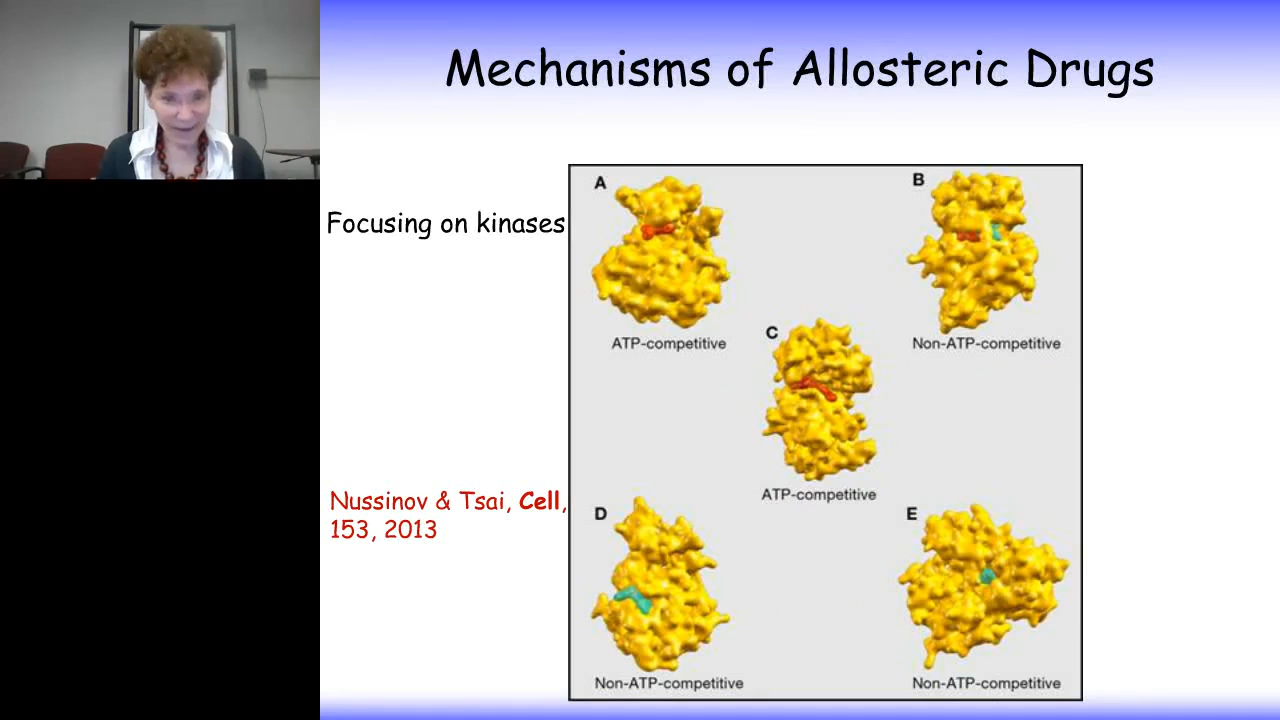 Mechanisms of Allosteric Drugs
Focusing on kinases
A
ATP-competitive
B
Non-ATP-competitive
C
ATP-competitive
Nussinov & Tsai, Cell,
153, 2013
D
Non-ATP-competitive
E
Non-ATP-competitive